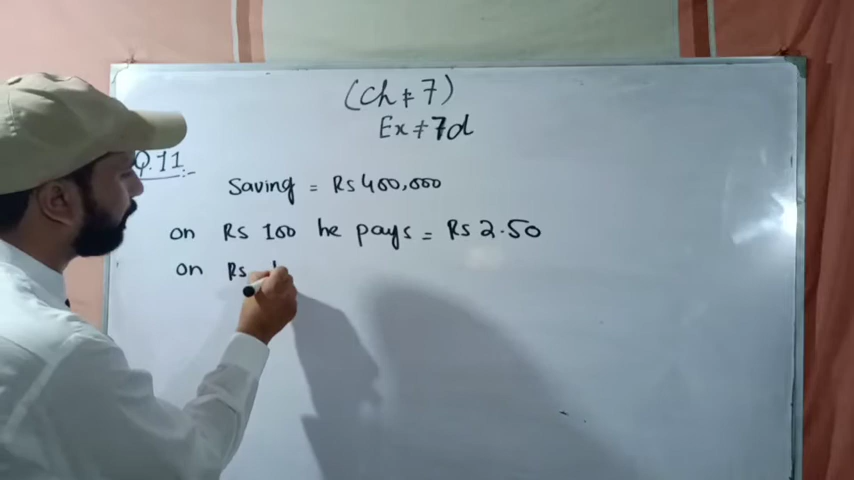 (Ch # 7)
Ex # 7d
Q.11
Saving = Rs 400,000
on Rs 100 he pays = Rs 2.50
on Rs